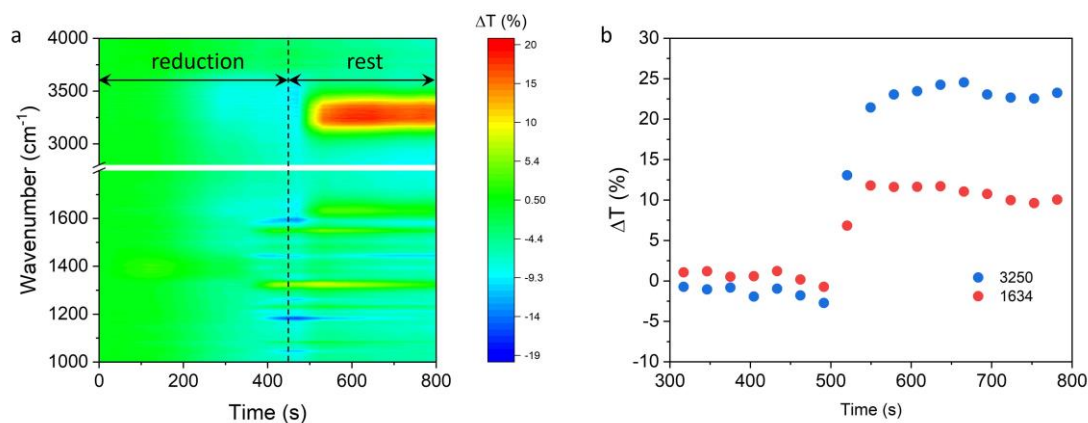 a
ΔT (%)
b
4000
3500
3000
1600
1400
1200
1000
reduction
rest
Wavenumber (cm⁻¹)
0 200 400 600 800
Time (s)
20
15
10
5.4
0.50
-4.4
-9.3
-14
-19
30
25
20
15
10
5
0
-5
-10
ΔT (%)
3250
1634
300 400 500 600 700 800
Time (s)